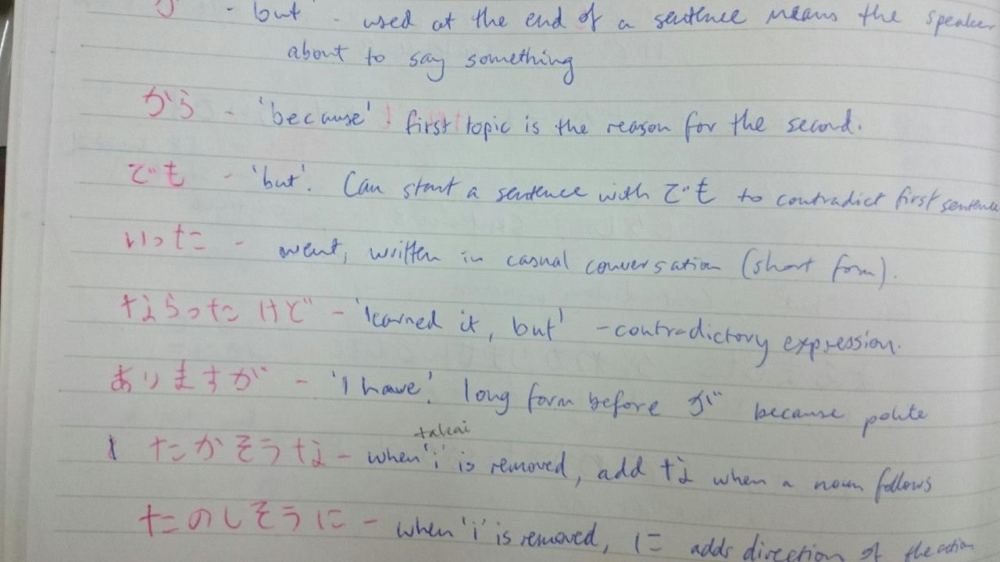 が - but - used at the end of a sentence means the speaker
about to say something
から - 'because' first topic is the reason for the second.
でも - 'but'. Can start a sentence with でも to contradict first sentence
いった - went, written in casual conversation (short form).
ならったけど - 'learned it, but' - contradictory expression.
ありますが - 'I have'. long form before が because polite
takai
たかそうな - when 'i' is removed, add な when a noun follows
たのしそうに - when 'i' is removed, に adds direction of the action